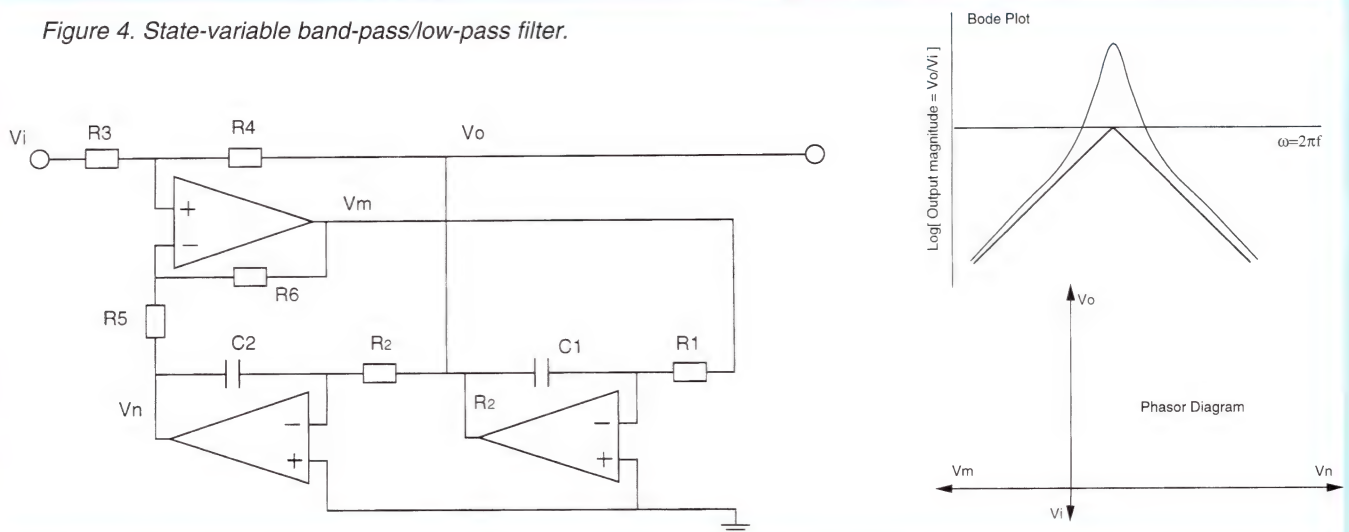 Figure 4. State-variable band-pass/low-pass filter.
Vi
R3
R4
Vo
+
−
Vm
R6
R5
C2
R2
C1
R1
Vn
R2
−
+
−
+
Bode Plot
Log[ Output magnitude = Vo/Vi ]
ω=2πf
Vo
Phasor Diagram
Vm
Vn
Vi